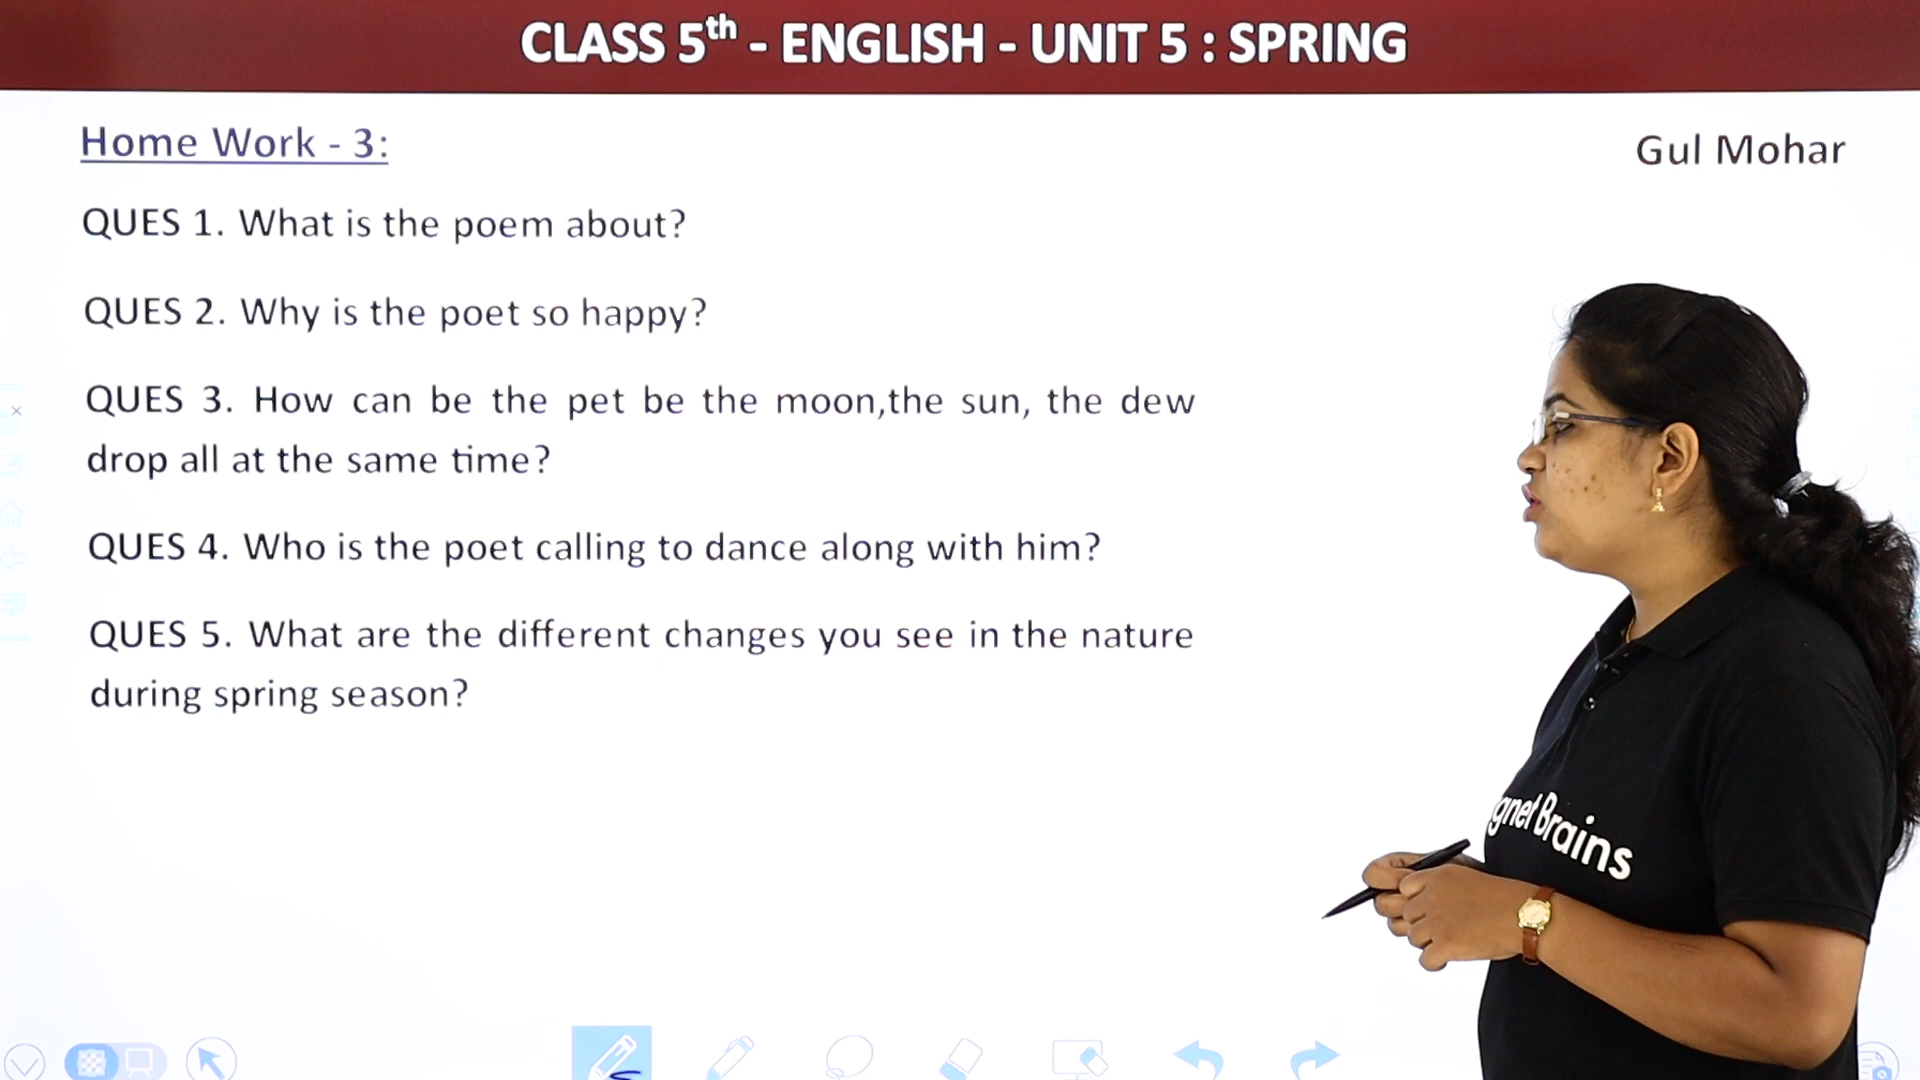 CLASS 5th - ENGLISH - UNIT 5 : SPRING
Home Work - 3:
Gul Mohar
QUES 1. What is the poem about?
QUES 2. Why is the poet so happy?
QUES 3. How can be the pet be the moon,the sun, the dew
drop all at the same time?
QUES 4. Who is the poet calling to dance along with him?
QUES 5. What are the different changes you see in the nature
during spring season?
gnet Brains